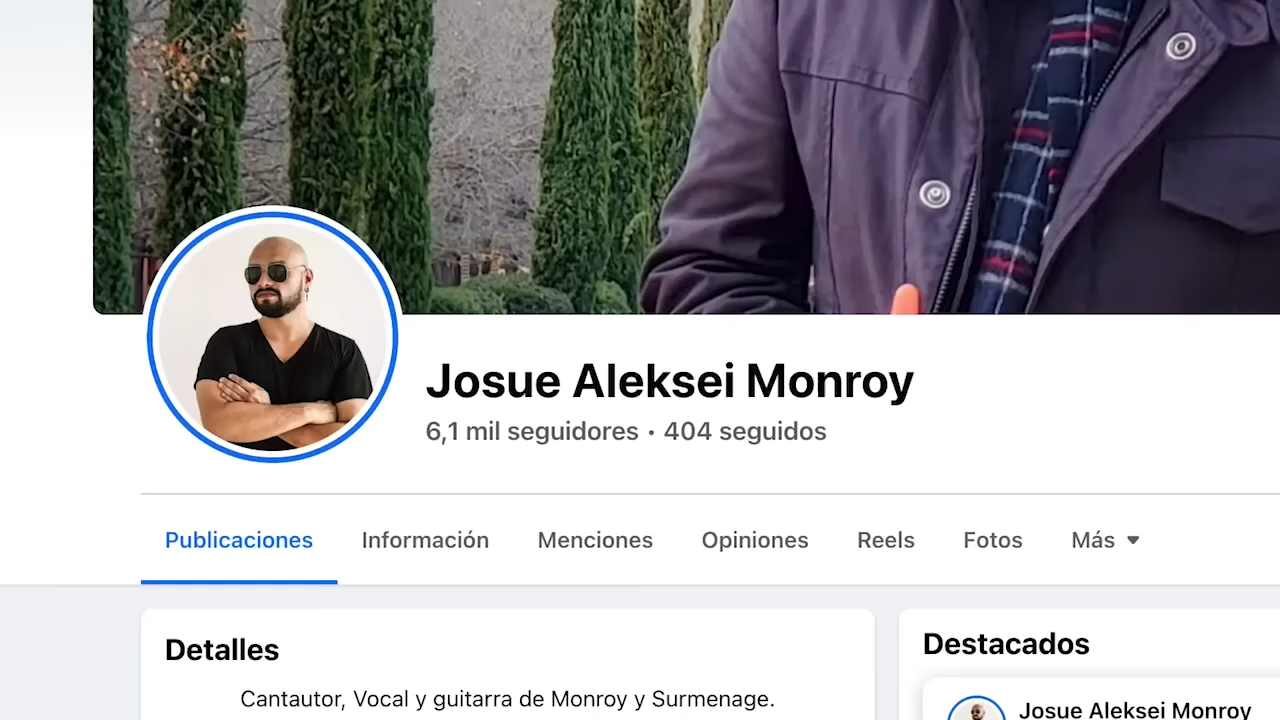 Josue Aleksei Monroy
6,1 mil seguidores · 404 seguidos
Publicaciones Información Menciones Opiniones Reels Fotos Más
Detalles
Cantautor, Vocal y guitarra de Monroy y Surmenage.
Destacados
Josue Aleksei Monroy